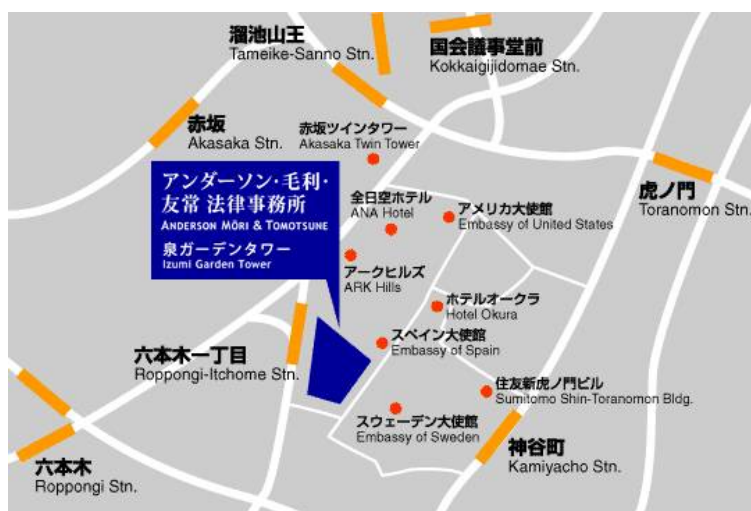 溜池山王
Tameike-Sanno Stn.
国会議事堂前
Kokkaigijidomae Stn.
赤坂
Akasaka Stn.
赤坂ツインタワー
Akasaka Twin Tower
虎ノ門
Toranomon Stn.
アンダーソン・毛利・
友常 法律事務所
ANDERSON MŌRI & TOMOTSUNE
泉ガーデンタワー
Izumi Garden Tower
全日空ホテル
ANA Hotel
アメリカ大使館
Embassy of United States
アークヒルズ
ARK Hills
ホテルオークラ
Hotel Okura
スペイン大使館
Embassy of Spain
六本木一丁目
Roppongi-Itchome Stn.
住友新虎ノ門ビル
Sumitomo Shin-Toranomon Bldg.
スウェーデン大使館
Embassy of Sweden
神谷町
Kamiyacho Stn.
六本木
Roppongi Stn.